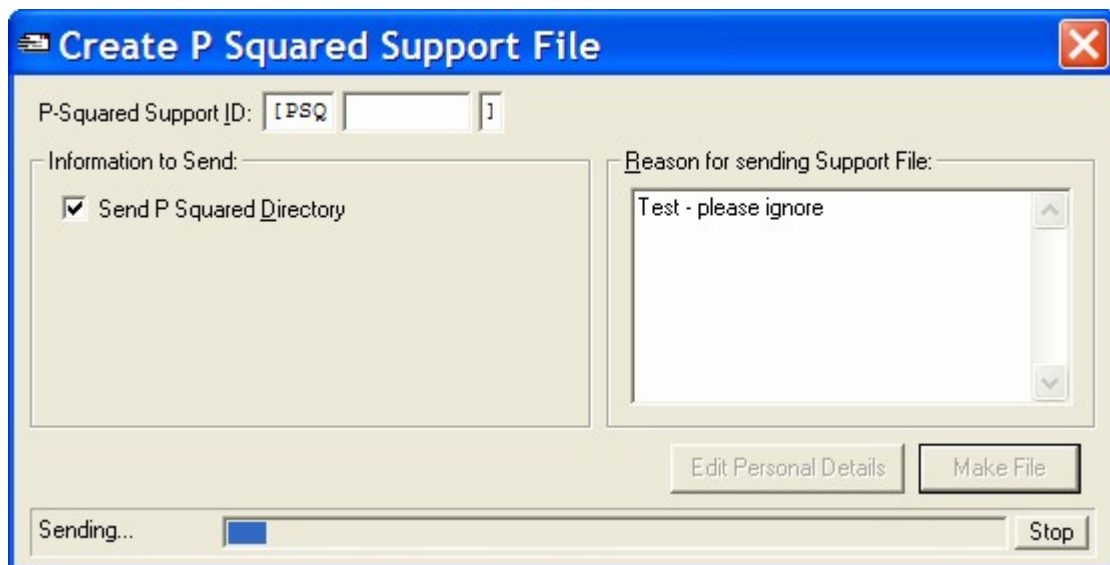 Create P Squared Support File
P-Squared Support ID: [PSQ ]
Information to Send:
Send P Squared Directory
Reason for sending Support File:
Test - please ignore
Edit Personal Details
Make File
Sending...
Stop